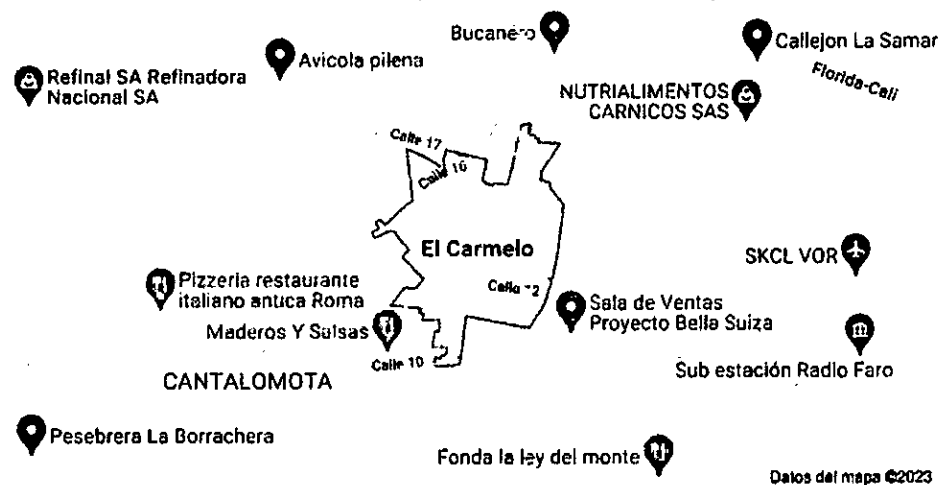 Bucanero
Callejon La Samar
Avicola pilena
Refinal SA Refinadora
Nacional SA
Florida-Cali
NUTRIALIMENTOS
CARNICOS SAS
Calle 17
Calle 16
El Carmelo
SKCL VOR
Pizzeria restaurante
italiano antica Roma
Calle 12
Sala de Ventas
Proyecto Bella Suiza
Maderos Y Salsas
Calle 10
Sub estación Radio Faro
CANTALOMOTA
Pesebrera La Borrachera
Fonda la ley del monte
Datos del mapa ©2023